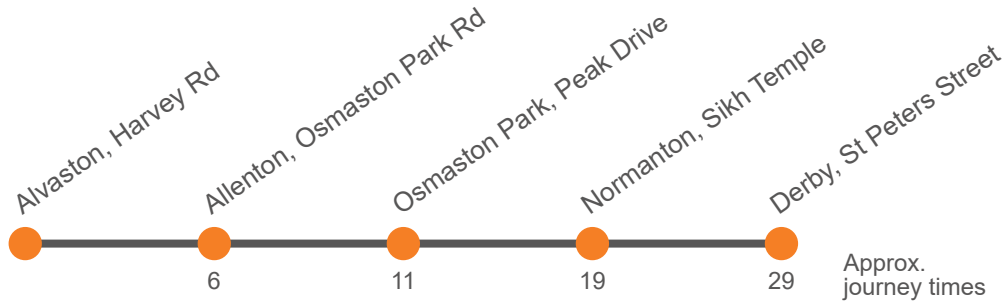 Alvaston, Harvey Rd
Allenton, Osmaston Park Rd
Osmaston Park, Peak Drive
Normanton, Sikh Temple
Derby, St Peters Street
6
11
19
29
Approx.
journey times